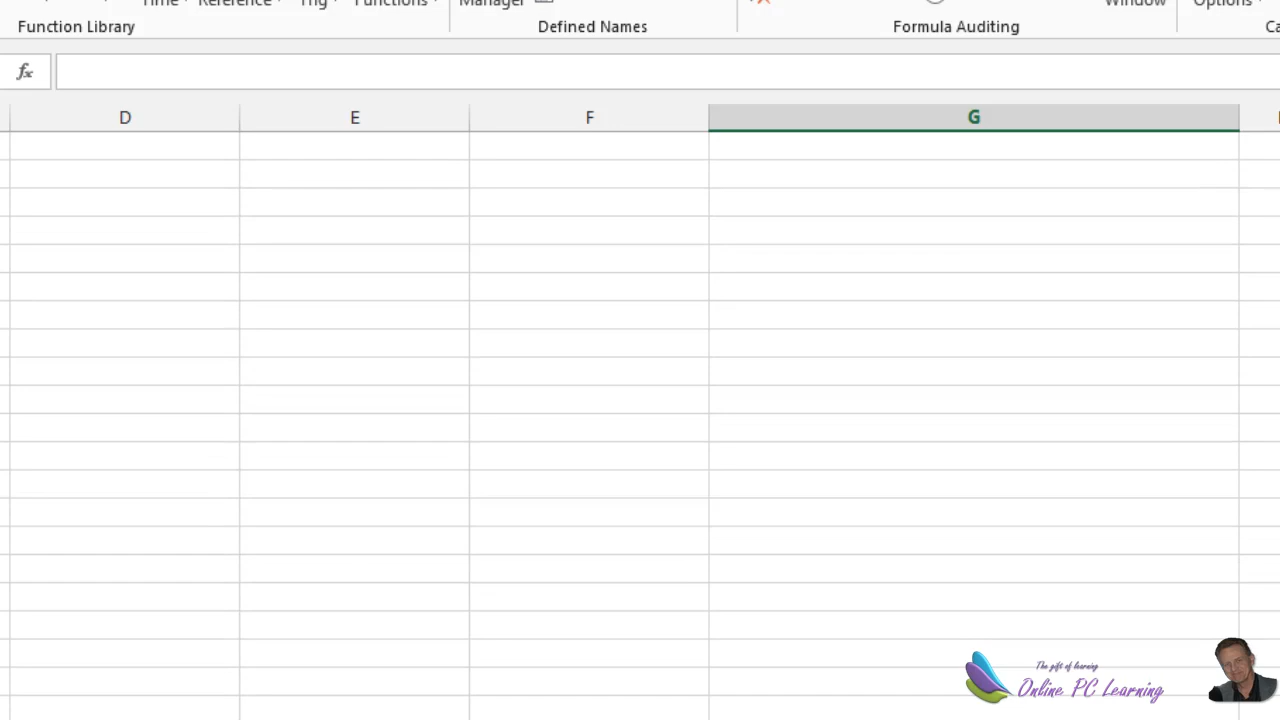 Time Reference Trig Functions Manager Window Options
Function Library Defined Names Formula Auditing Ca
fx
D E F G
The gift of learning
Online PC Learning